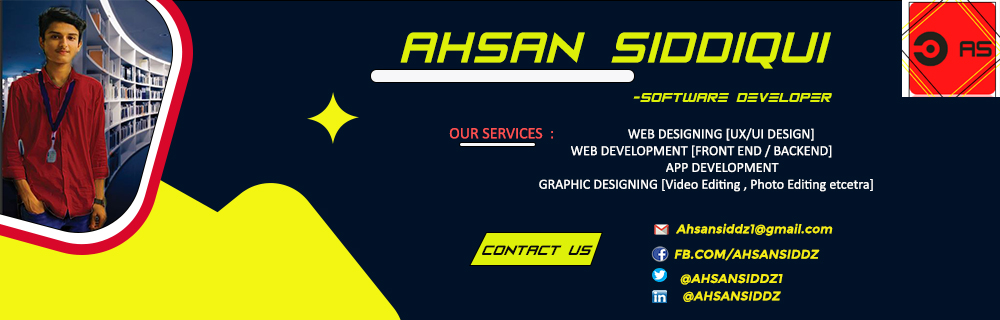 AHSAN SIDDIQUI
AS
-SOFTWARE DEVELOPER
OUR SERVICES :
WEB DESIGNING [UX/UI DESIGN]
WEB DEVELOPMENT [FRONT END / BACKEND]
APP DEVELOPMENT
GRAPHIC DESIGNING [Video Editing , Photo Editing etcetra]
CONTACT US
Ahsansiddz1@gmail.com
FB.COM/AHSANSIDDZ
@AHSANSIDDZ1
in @AHSANSIDDZ